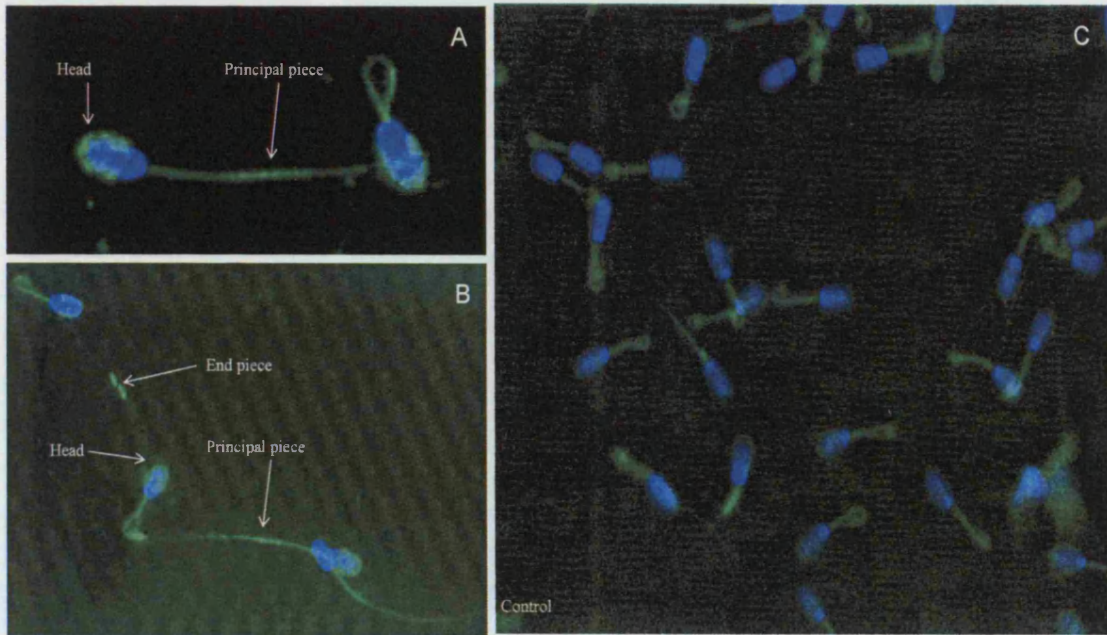 A
Head
Principal piece
B
End piece
Head
Principal piece
C
Control